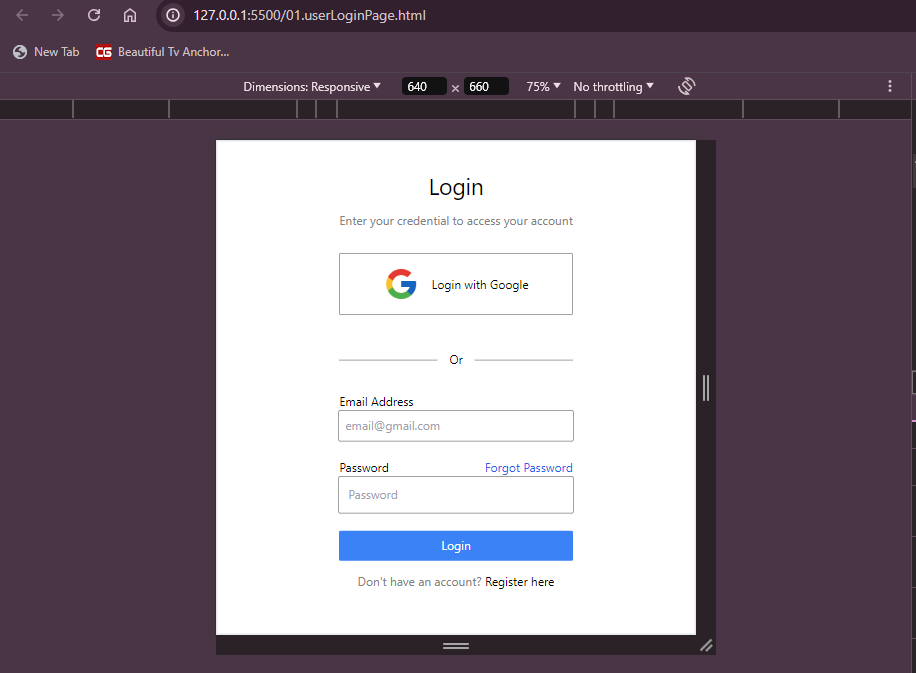 127.0.0.1:5500/01.userLoginPage.html
New Tab CG Beautiful Tv Anchor...
Dimensions: Responsive 640 × 660 75% No throttling
Login
Enter your credential to access your account
Login with Google
Or
Email Address
email@gmail.com
Password Forgot Password
Password
Login
Don't have an account? Register here